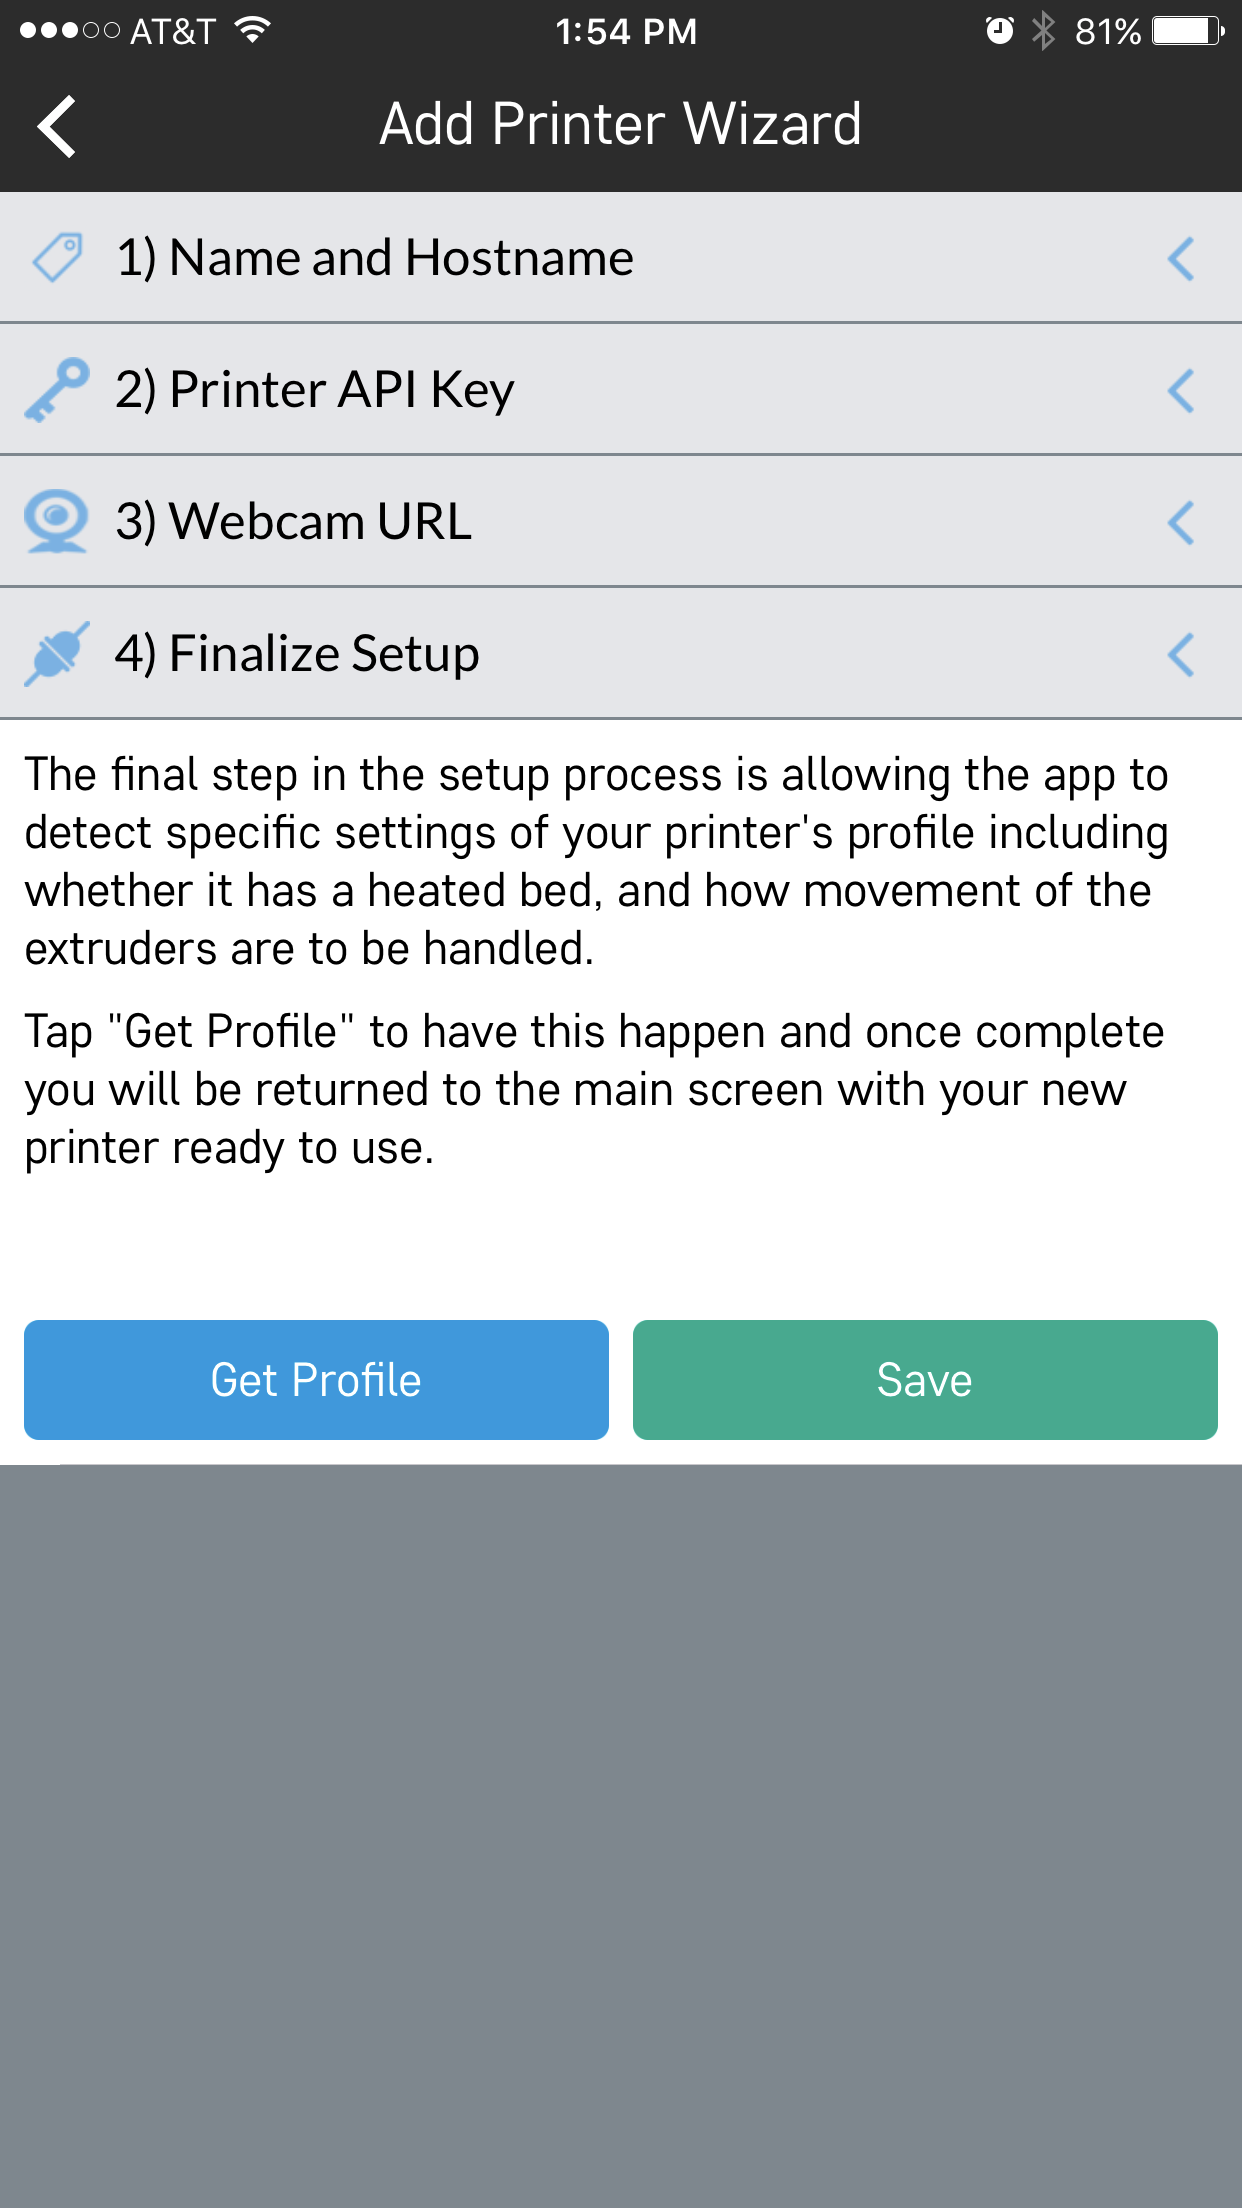 AT&T 1:54 PM 81%
Add Printer Wizard
1) Name and Hostname
2) Printer API Key
3) Webcam URL
4) Finalize Setup
The final step in the setup process is allowing the app to
detect specific settings of your printer's profile including
whether it has a heated bed, and how movement of the
extruders are to be handled.
Tap "Get Profile" to have this happen and once complete
you will be returned to the main screen with your new
printer ready to use.
Get Profile Save